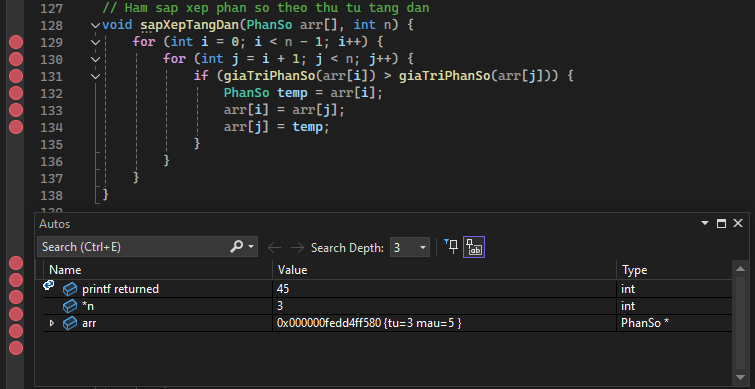 127 // Ham sap xep phan so theo thu tu tang dan
128 void sapXepTangDan(PhanSo arr[], int n) {
129 for (int i = 0; i < n - 1; i++) {
130 for (int j = i + 1; j < n; j++) {
131 if (giaTriPhanSo(arr[i]) > giaTriPhanSo(arr[j])) {
132 PhanSo temp = arr[i];
133 arr[i] = arr[j];
134 arr[j] = temp;
135 }
136 }
137 }
138 }
139
Autos
Search (Ctrl+E) Search Depth: 3
Name Value Type
printf returned 45 int
*n 3 int
arr 0x000000fedd4ff580 {tu=3 mau=5 } PhanSo *